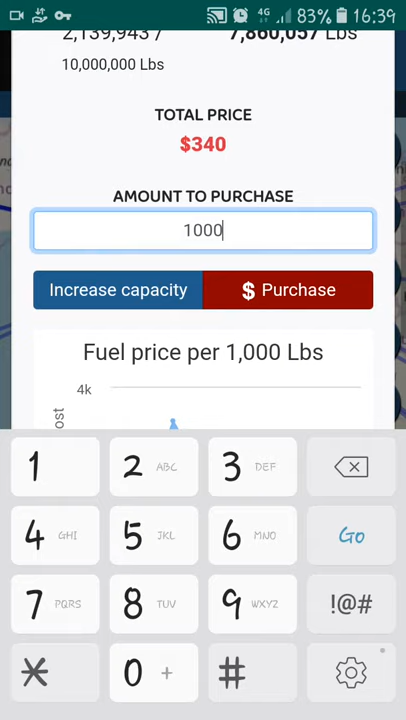 4G 83% 16:39
2,139,943 / 7,860,057 Lbs
10,000,000 Lbs
TOTAL PRICE
$340
AMOUNT TO PURCHASE
1000
Increase capacity $ Purchase
Fuel price per 1,000 Lbs
4k
ost
1 2 ABC 3 DEF
4 GHI 5 JKL 6 MNO Go
7 PQRS 8 TUV 9 WXYZ !@#
* 0 + #